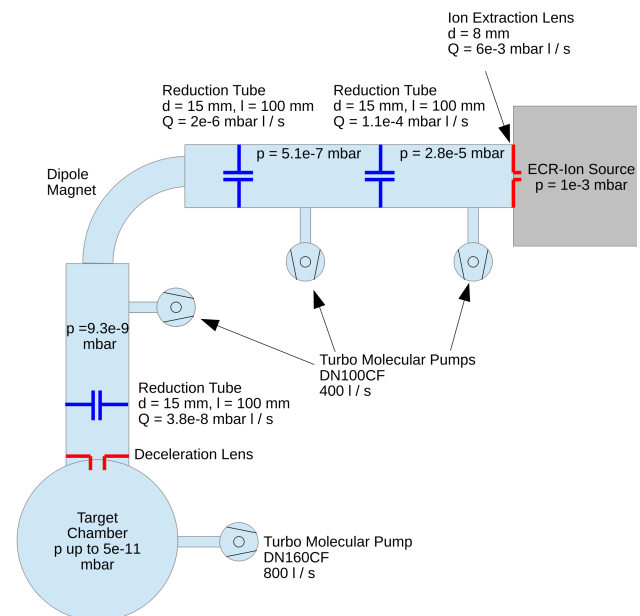 Ion Extraction Lens
d = 8 mm
Q = 6e-3 mbar l / s
Reduction Tube
d = 15 mm, l = 100 mm
Q = 2e-6 mbar l / s
Reduction Tube
d = 15 mm, l = 100 mm
Q = 1.1e-4 mbar l / s
p = 5.1e-7 mbar
p = 2.8e-5 mbar
ECR-Ion Source
p = 1e-3 mbar
Dipole
Magnet
p =9.3e-9
mbar
Turbo Molecular Pumps
DN100CF
400 l / s
Reduction Tube
d = 15 mm, l = 100 mm
Q = 3.8e-8 mbar l / s
Deceleration Lens
Target
Chamber
p up to 5e-11
mbar
Turbo Molecular Pump
DN160CF
800 l / s